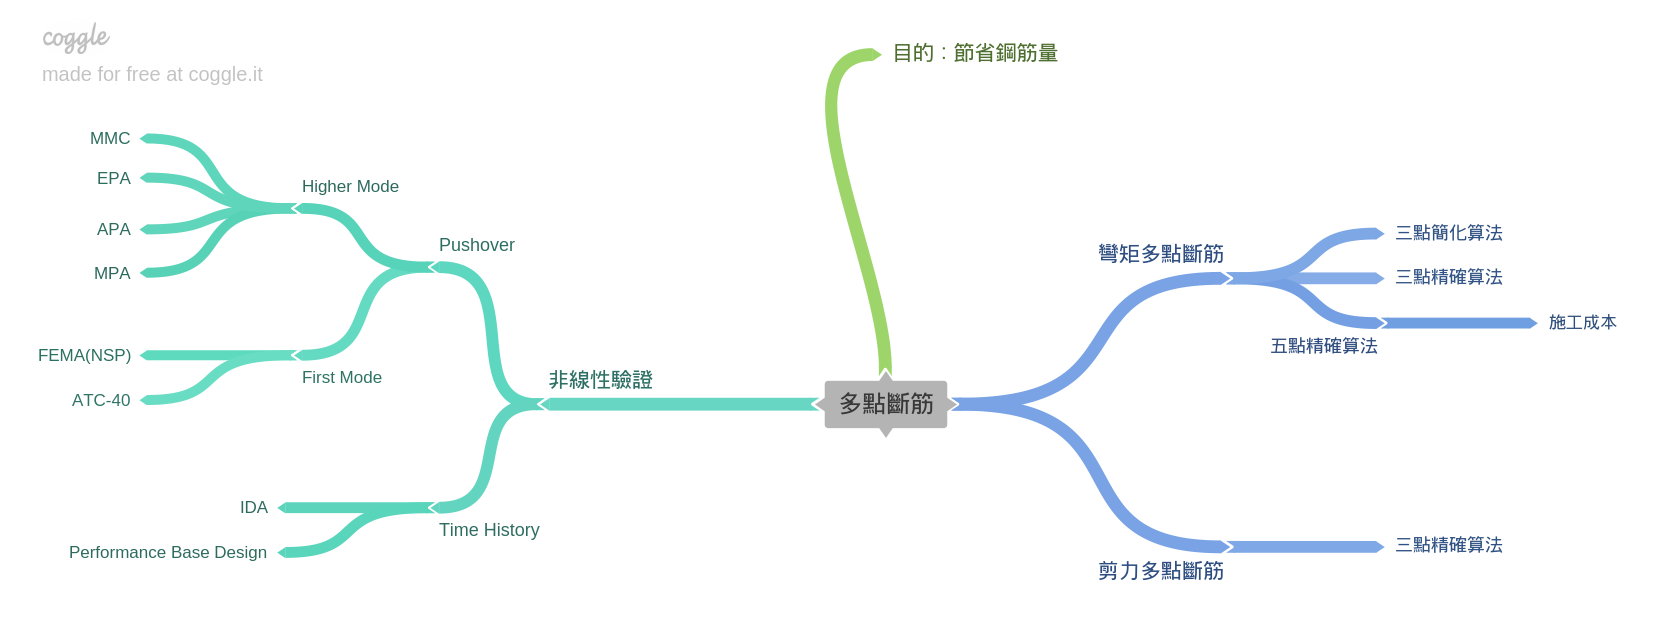 coggle
made for free at coggle.it
目的：節省鋼筋量
MMC
EPA
APA
MPA
Higher Mode
Pushover
FEMA(NSP)
ATC-40
First Mode
非線性驗證
IDA
Performance Base Design
Time History
多點斷筋
彎矩多點斷筋
三點簡化算法
三點精確算法
五點精確算法
施工成本
剪力多點斷筋
三點精確算法